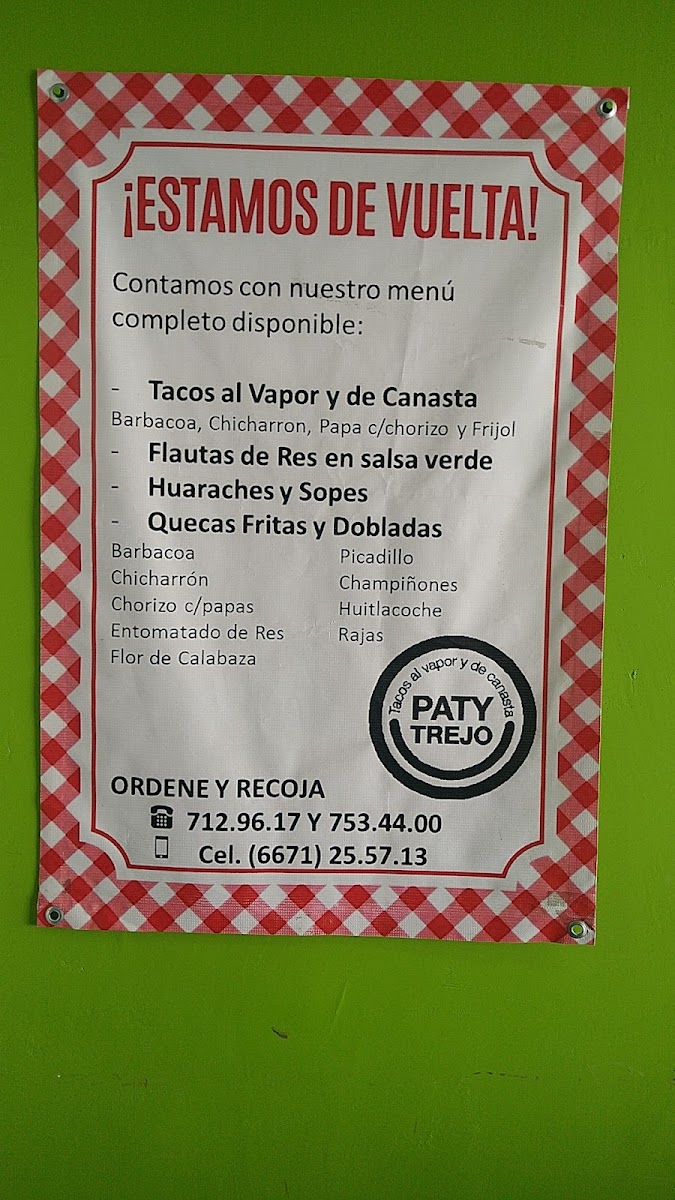 ¡ESTAMOS DE VUELTA!
Contamos con nuestro menú
completo disponible:
- Tacos al Vapor y de Canasta
Barbacoa, Chicharron, Papa c/chorizo y Frijol
- Flautas de Res en salsa verde
- Huaraches y Sopes
- Quecas Fritas y Dobladas
Barbacoa
Chicharrón
Chorizo c/papas
Entomatado de Res
Flor de Calabaza
Picadillo
Champiñones
Huitlacoche
Rajas
Tacos al vapor y de canasta
PATY
TREJO
ORDENE Y RECOJA
712.96.17 Y 753.44.00
Cel. (6671) 25.57.13